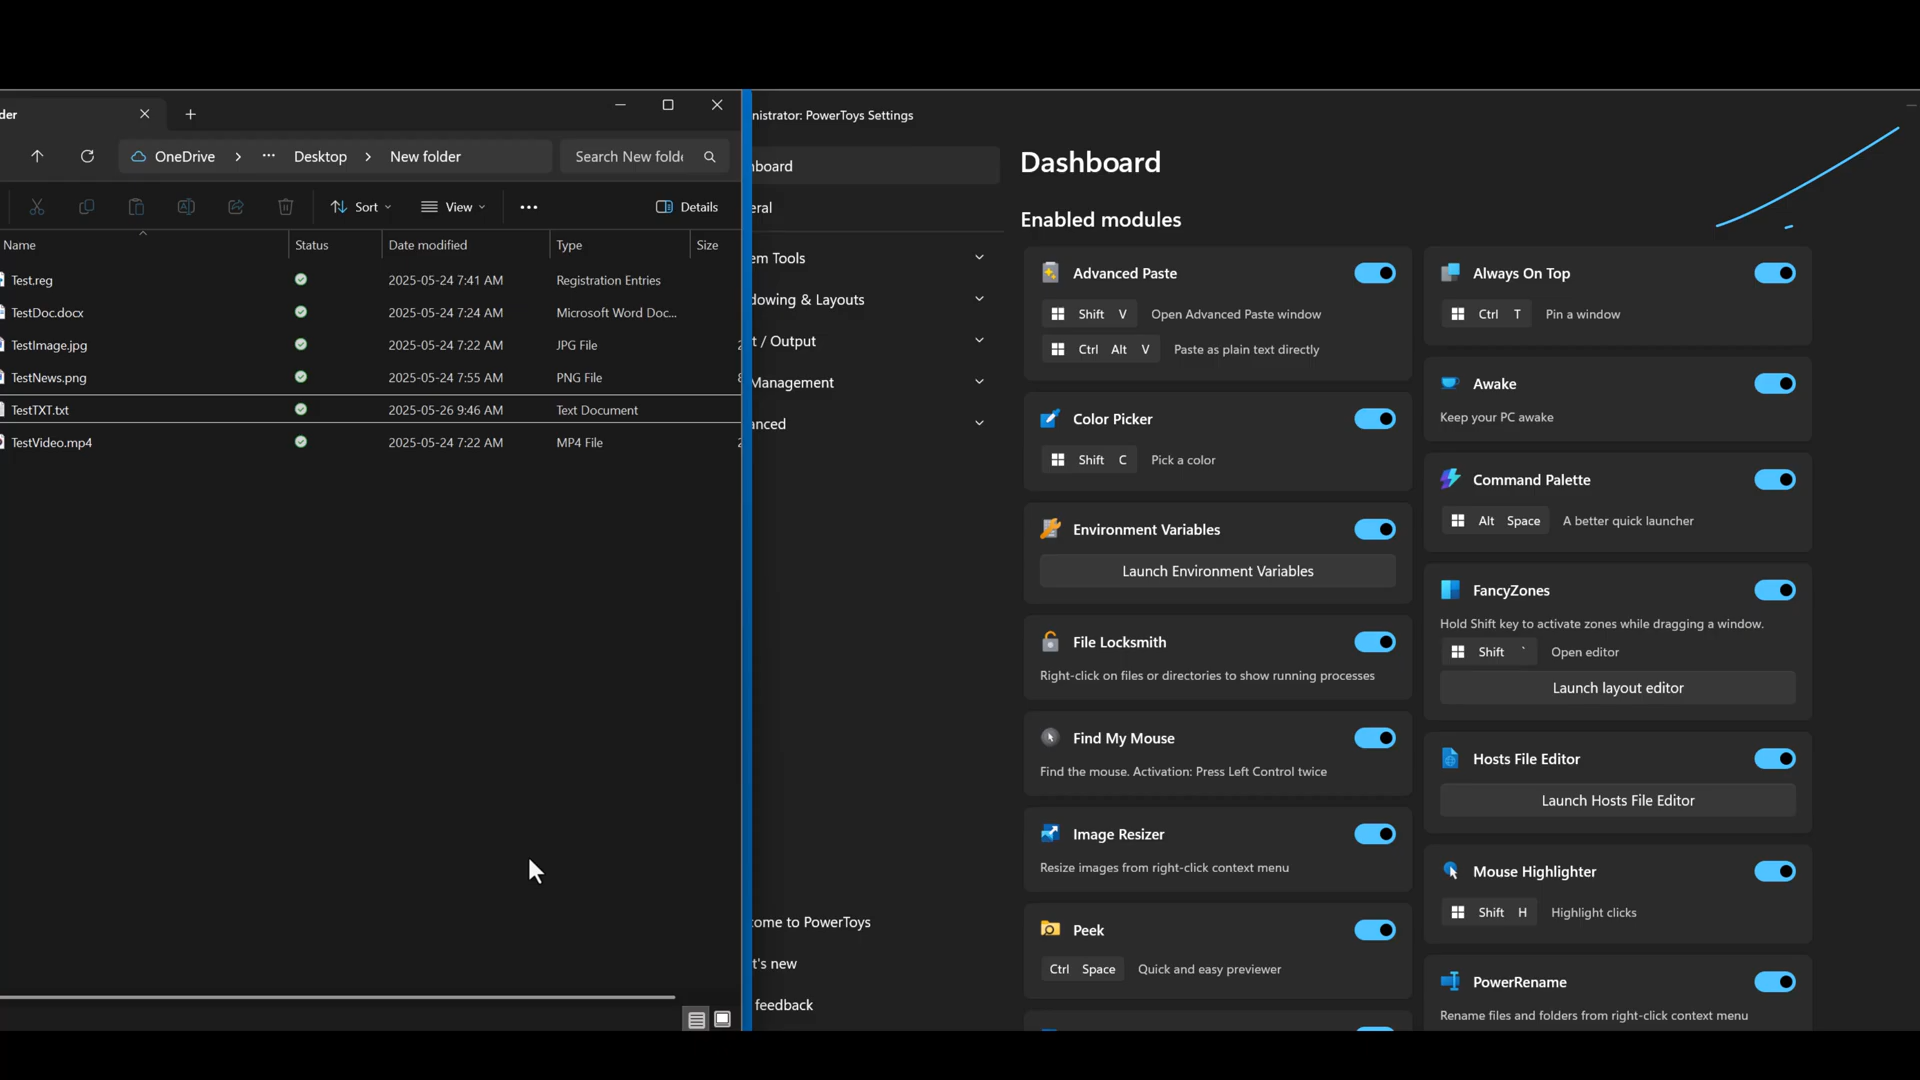 der
OneDrive
Desktop
New folder
Search New folde
Sort
View
Details
Name
Status
Date modified
Type
Size
Test.reg
2025-05-24 7:41 AM
Registration Entries
TestDoc.docx
2025-05-24 7:24 AM
Microsoft Word Doc...
TestImage.jpg
2025-05-24 7:22 AM
JPG File
2
TestNews.png
2025-05-24 7:55 AM
PNG File
8
TestTXT.txt
2025-05-26 9:46 AM
Text Document
TestVideo.mp4
2025-05-24 7:22 AM
MP4 File
2
nistrator: PowerToys Settings
board
eral
em Tools
dowing & Layouts
t / Output
Management
anced
ome to PowerToys
t's new
feedback
Dashboard
Enabled modules
Advanced Paste
Shift V Open Advanced Paste window
Ctrl Alt V Paste as plain text directly
Color Picker
Shift C Pick a color
Environment Variables
Launch Environment Variables
File Locksmith
Right-click on files or directories to show running processes
Find My Mouse
Find the mouse. Activation: Press Left Control twice
Image Resizer
Resize images from right-click context menu
Peek
Ctrl Space Quick and easy previewer
Always On Top
Ctrl T Pin a window
Awake
Keep your PC awake
Command Palette
Alt Space A better quick launcher
FancyZones
Hold Shift key to activate zones while dragging a window.
Shift ` Open editor
Launch layout editor
Hosts File Editor
Launch Hosts File Editor
Mouse Highlighter
Shift H Highlight clicks
PowerRename
Rename files and folders from right-click context menu